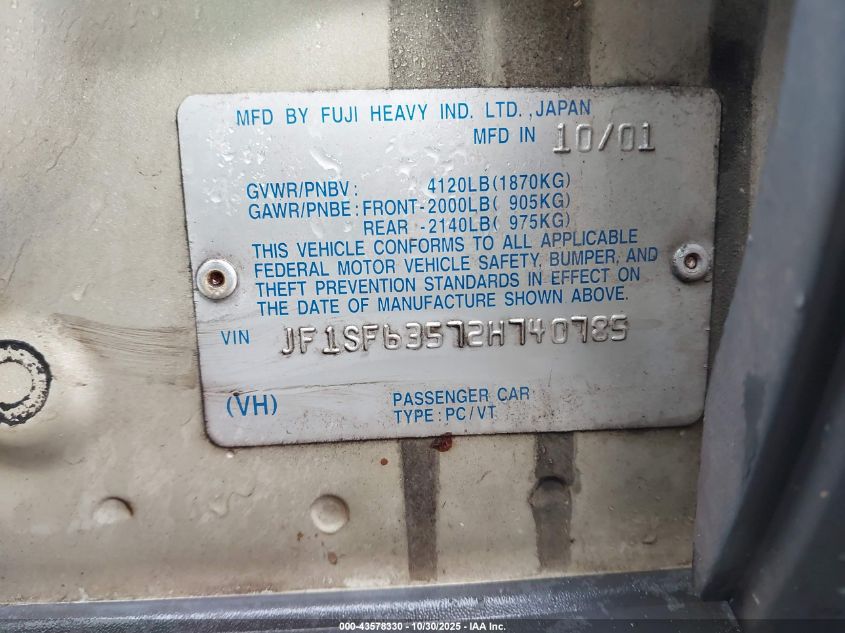 MFD BY FUJI HEAVY IND. LTD., JAPAN
MFD IN 10/01
GVWR/PNBV: 4120LB(1870KG)
GAWR/PNBE: FRONT-2000LB( 905KG)
REAR -2140LB( 975KG)
THIS VEHICLE CONFORMS TO ALL APPLICABLE
FEDERAL MOTOR VEHICLE SAFETY, BUMPER, AND
THEFT PREVENTION STANDARDS IN EFFECT ON
THE DATE OF MANUFACTURE SHOWN ABOVE.
VIN JF1SF63572H740785
(VH) PASSENGER CAR
TYPE: PC/VT
000-43578330 - 10/30/2025 - IAA Inc.